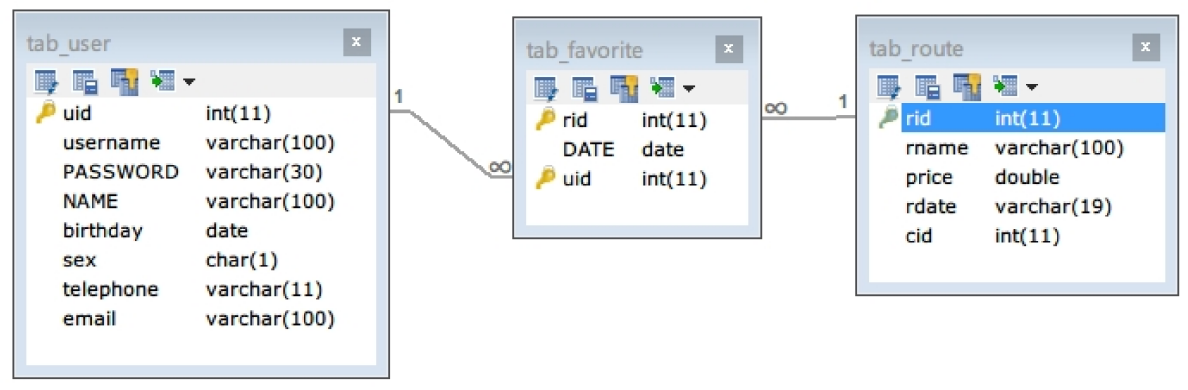 tab_user x
uid int(11)
username varchar(100)
PASSWORD varchar(30)
NAME varchar(100)
birthday date
sex char(1)
telephone varchar(11)
email varchar(100)
1
∞
tab_favorite x
rid int(11)
DATE date
uid int(11)
∞ 1
tab_route x
rid int(11)
rname varchar(100)
price double
rdate varchar(19)
cid int(11)